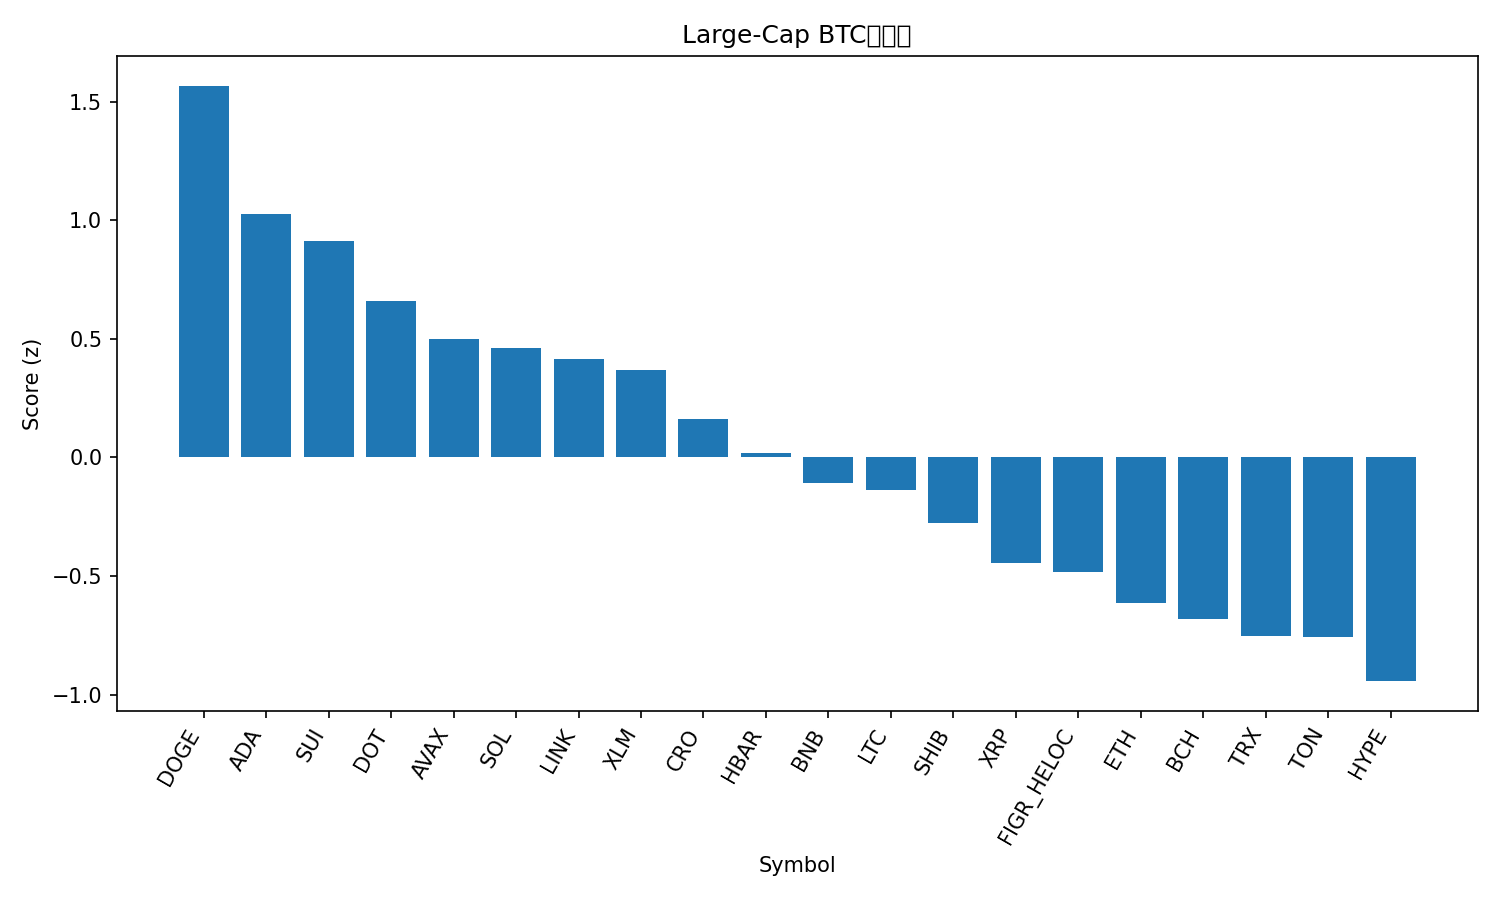 Large-Cap BTC
Score (z)
1.5
1.0
0.5
0.0
−0.5
−1.0
DOGE
ADA
SUI
DOT
AVAX
SOL
LINK
XLM
CRO
HBAR
BNB
LTC
SHIB
XRP
FIGR_HELOC
ETH
BCH
TRX
TON
HYPE
Symbol